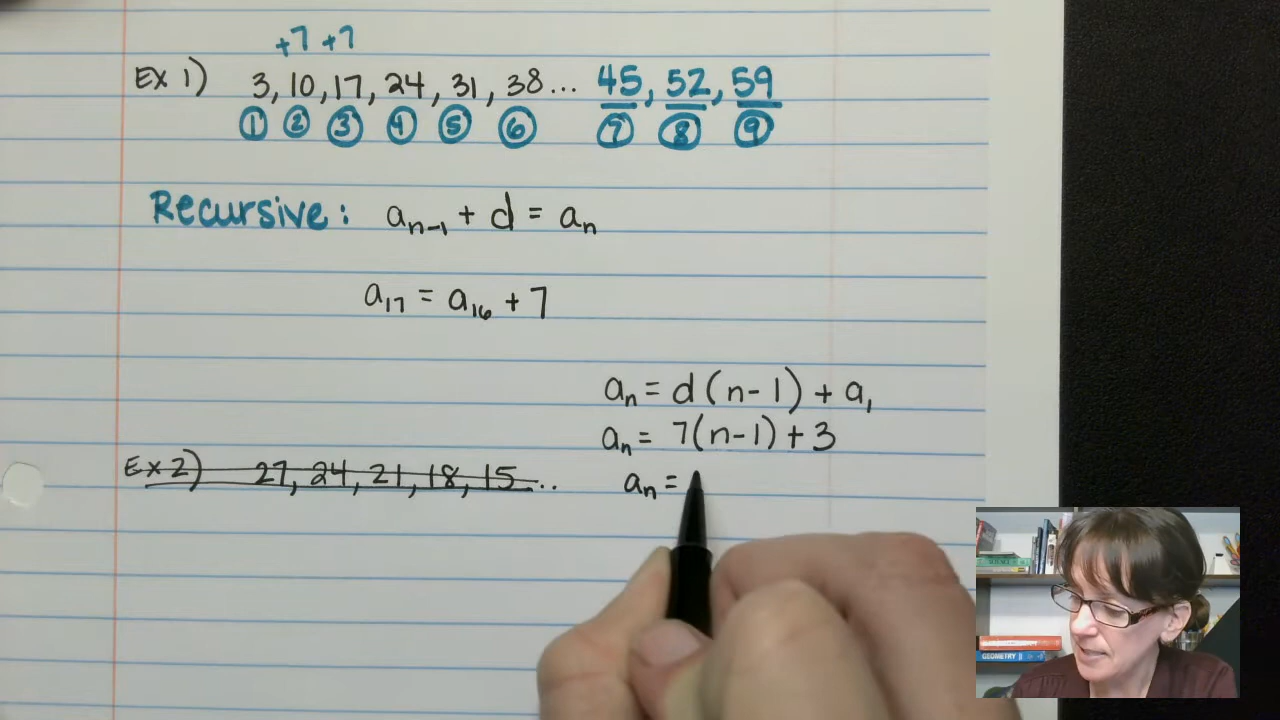 +7 +7
Ex 1) 3, 10, 17, 24, 31, 38... 45, 52, 59
① ② ③ ④ ⑤ ⑥ ⑦ ⑧ ⑨
Recursive: aₙ₋₁ + d = aₙ
a₁₇ = a₁₆ + 7
aₙ = d(n-1) + a₁
aₙ = 7(n-1) + 3
Ex 2) 27, 24, 21, 18, 15...
aₙ =
GEOMETRY